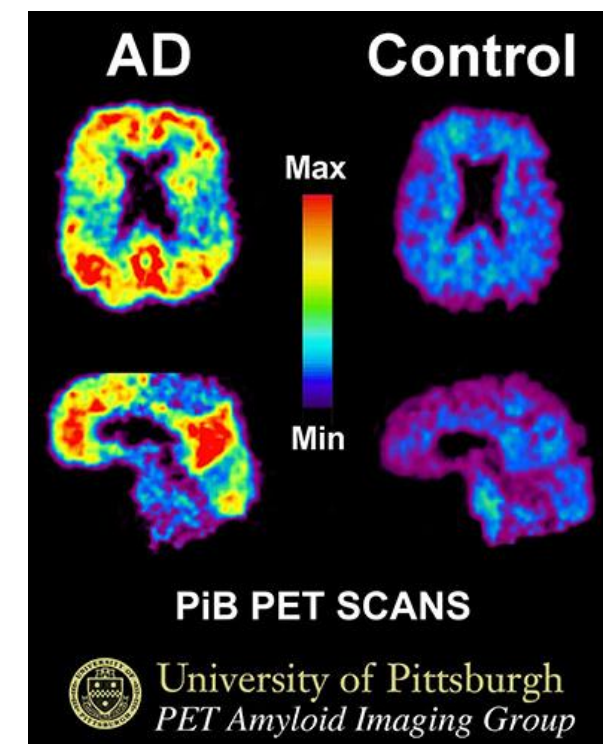 AD
Control
Max
Min
PiB PET SCANS
University of Pittsburgh
PET Amyloid Imaging Group